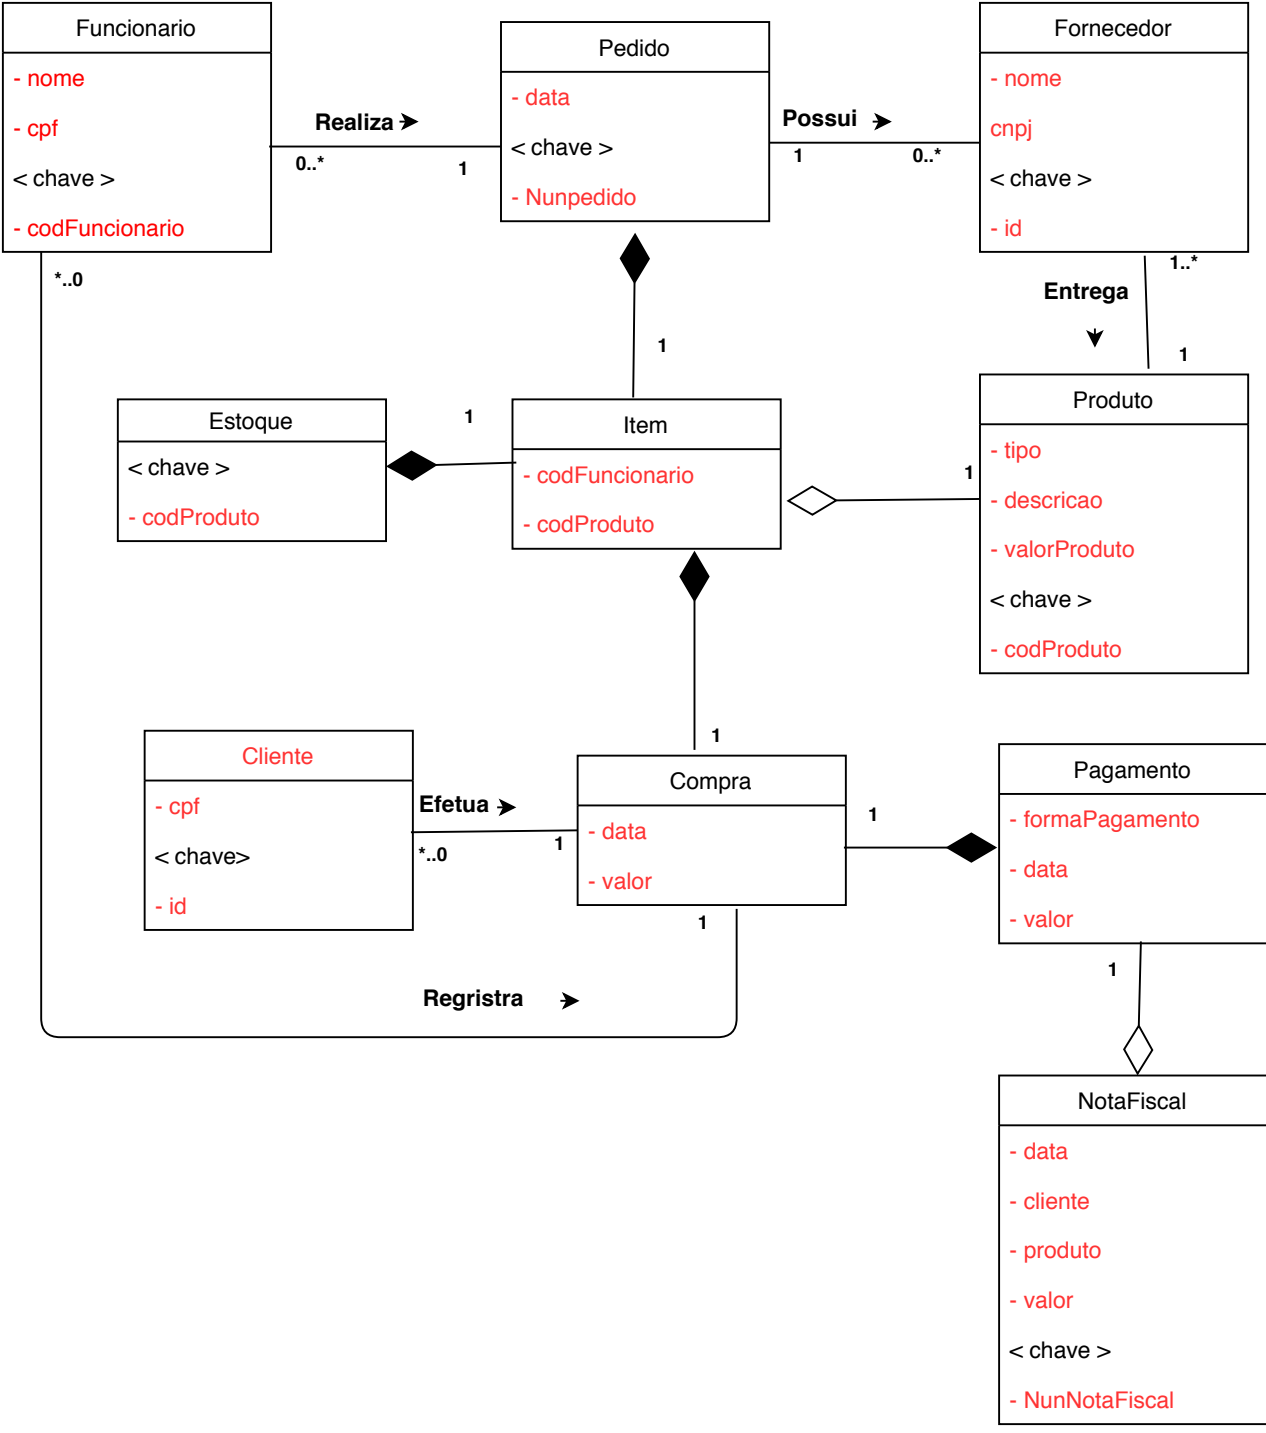 Funcionario
- nome
- cpf
< chave >
- codFuncionario
Realiza
0..*
1
Pedido
- data
< chave >
- Nunpedido
Possui
1
0..*
Fornecedor
- nome
cnpj
< chave >
- id
*..0
1..*
Entrega
1
1
Estoque
< chave >
- codProduto
1
Item
- codFuncionario
- codProduto
1
Produto
- tipo
- descricao
- valorProduto
< chave >
- codProduto
1
Cliente
- cpf
< chave>
- id
Efetua
*..0
1
Compra
- data
- valor
1
1
Pagamento
- formaPagamento
- data
- valor
Regristra
1
NotaFiscal
- data
- cliente
- produto
- valor
< chave >
- NunNotaFiscal